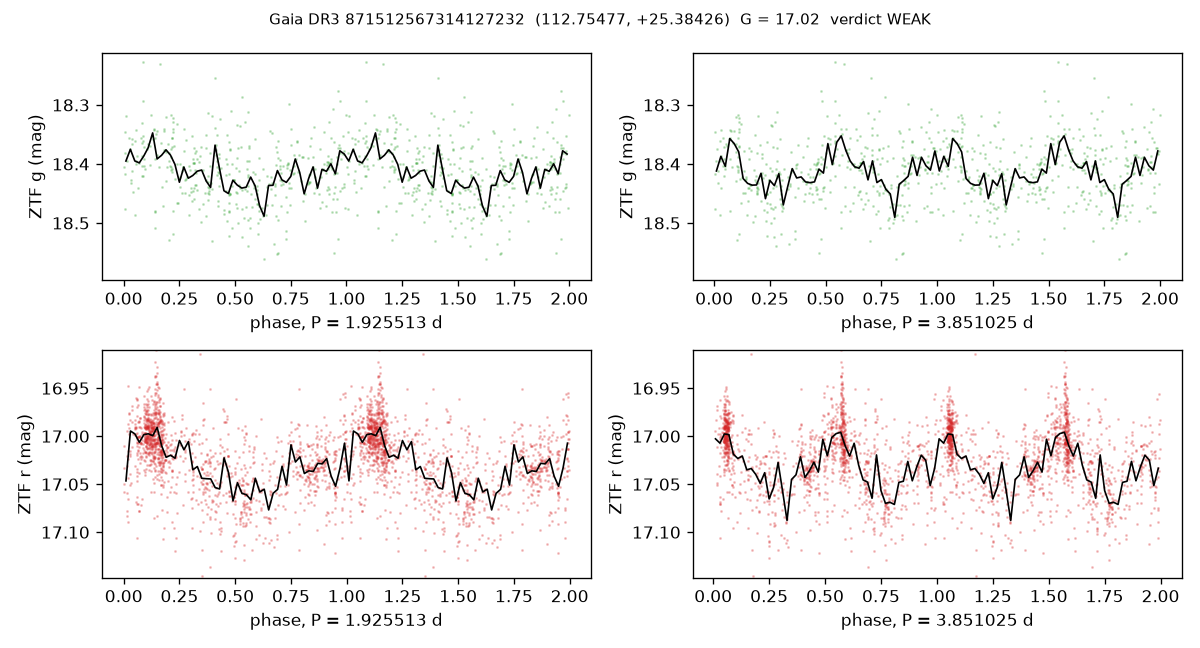 Gaia DR3 871512567314127232 (112.75477, +25.38426) G = 17.02 verdict WEAK
ZTF g (mag)
18.3
18.4
18.5
0.00 0.25 0.50 0.75 1.00 1.25 1.50 1.75 2.00
phase, P = 1.925513 d
ZTF g (mag)
18.3
18.4
18.5
0.00 0.25 0.50 0.75 1.00 1.25 1.50 1.75 2.00
phase, P = 3.851025 d
ZTF r (mag)
16.95
17.00
17.05
17.10
0.00 0.25 0.50 0.75 1.00 1.25 1.50 1.75 2.00
phase, P = 1.925513 d
ZTF r (mag)
16.95
17.00
17.05
17.10
0.00 0.25 0.50 0.75 1.00 1.25 1.50 1.75 2.00
phase, P = 3.851025 d